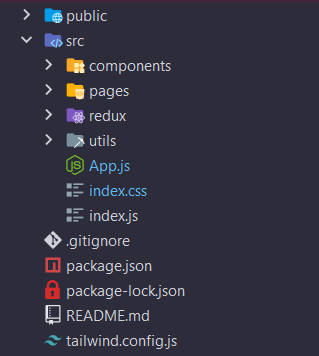 public
src
components
pages
redux
utils
JS App.js
index.css
index.js
.gitignore
package.json
package-lock.json
README.md
tailwind.config.js